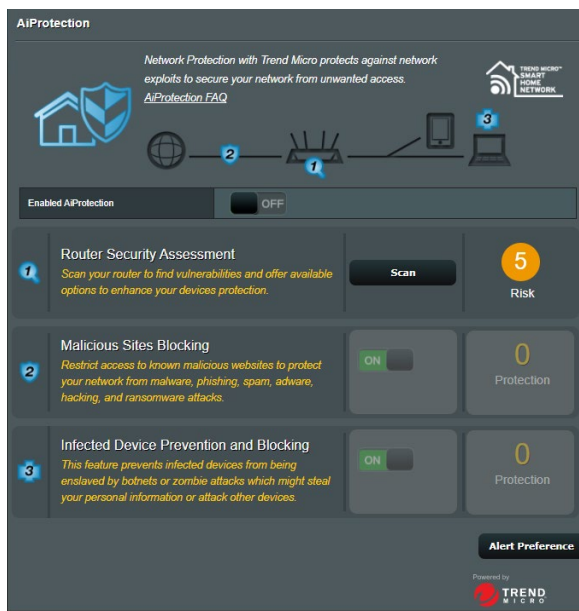 AiProtection
Network Protection with Trend Micro protects against network
exploits to secure your network from unwanted access.
AiProtection FAQ
TREND MICRO™
SMART
HOME
NETWORK
3
2
1
Enabled AiProtection
OFF
1
Router Security Assessment
Scan your router to find vulnerabilities and offer available
options to enhance your devices protection.
Scan
5
Risk
2
Malicious Sites Blocking
Restrict access to known malicious websites to protect
your network from malware, phishing, spam, adware,
hacking, and ransomware attacks.
ON
0
Protection
3
Infected Device Prevention and Blocking
This feature prevents infected devices from being
enslaved by botnets or zombie attacks which might steal
your personal information or attack other devices.
ON
0
Protection
Alert Preference
Powered by
TREND
MICRO